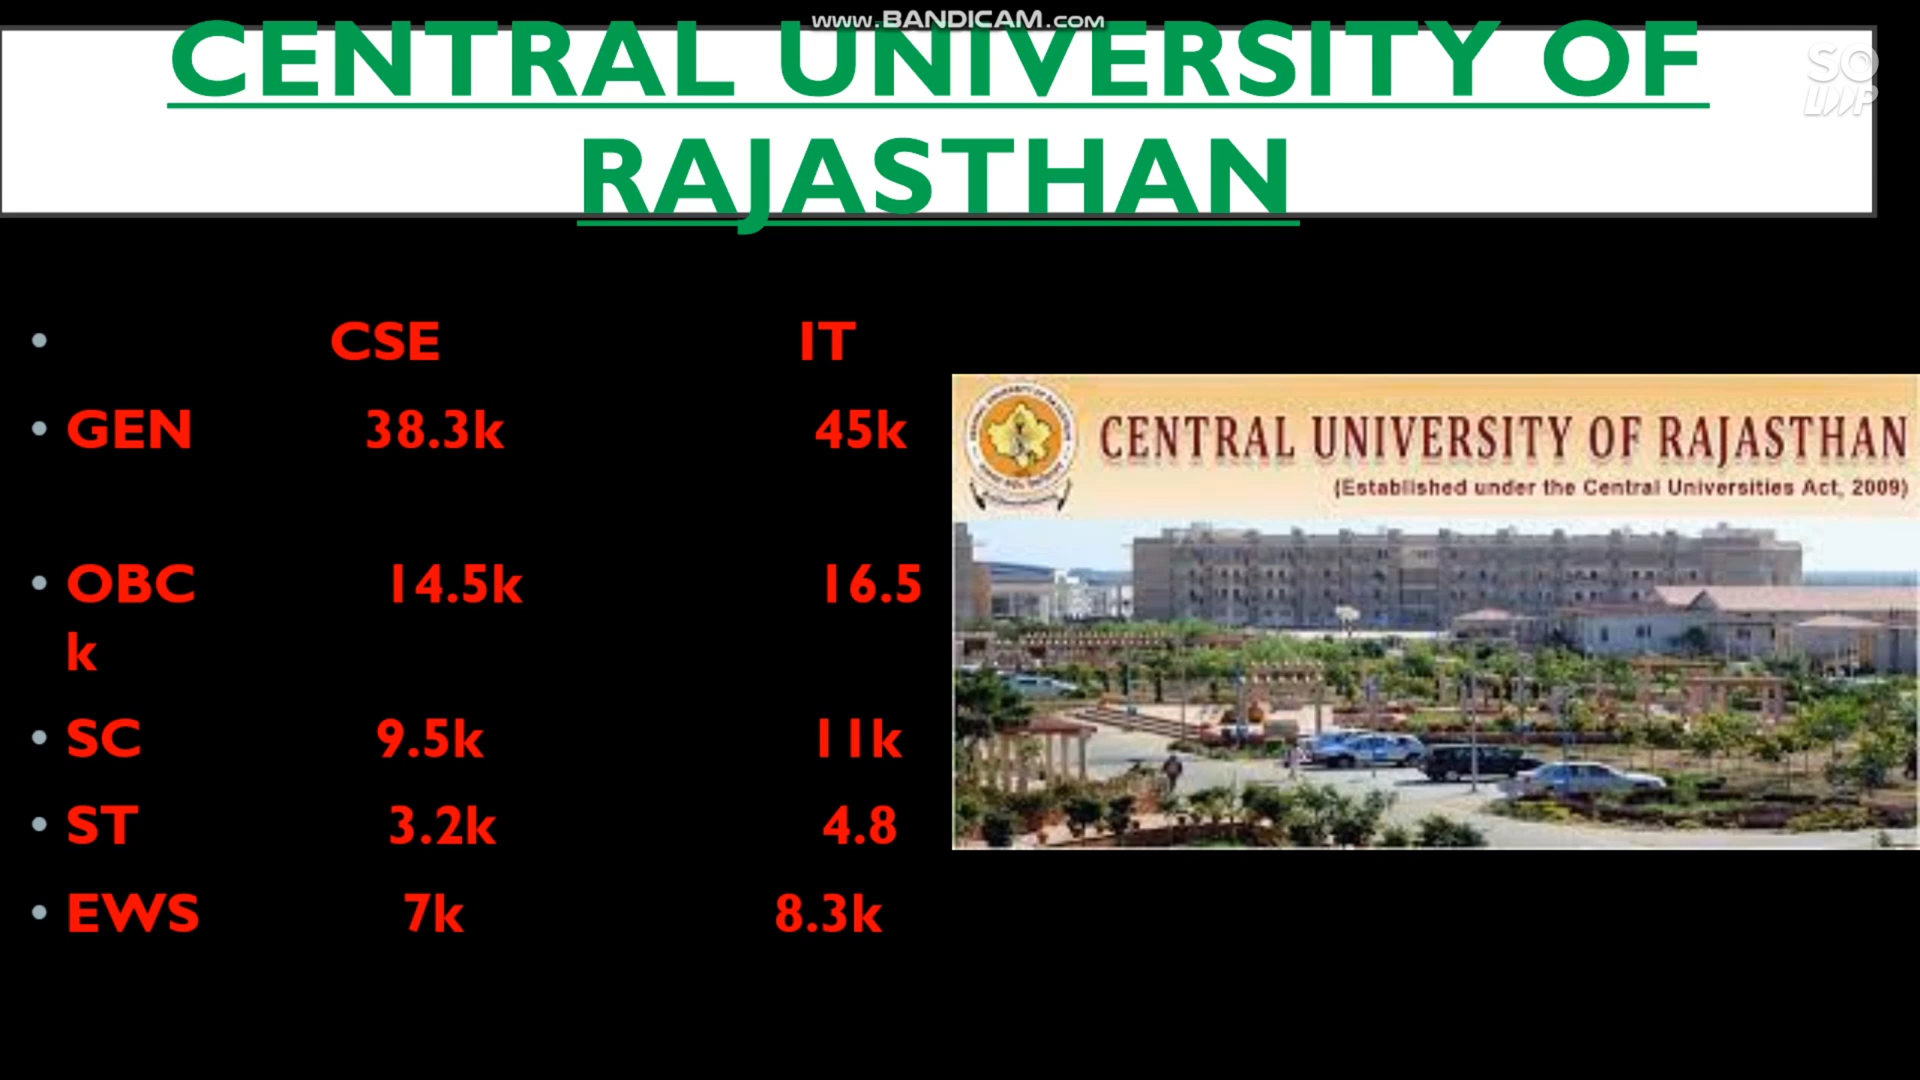 www.BANDICAM.com
CENTRAL UNIVERSITY OF
RAJASTHAN
SO
LMP
CSE IT
GEN 38.3k 45k
OBC 14.5k 16.5
k
SC 9.5k 11k
ST 3.2k 4.8
EWS 7k 8.3k
CENTRAL UNIVERSITY OF RAJASTHAN
(Established under the Central Universities Act, 2009)